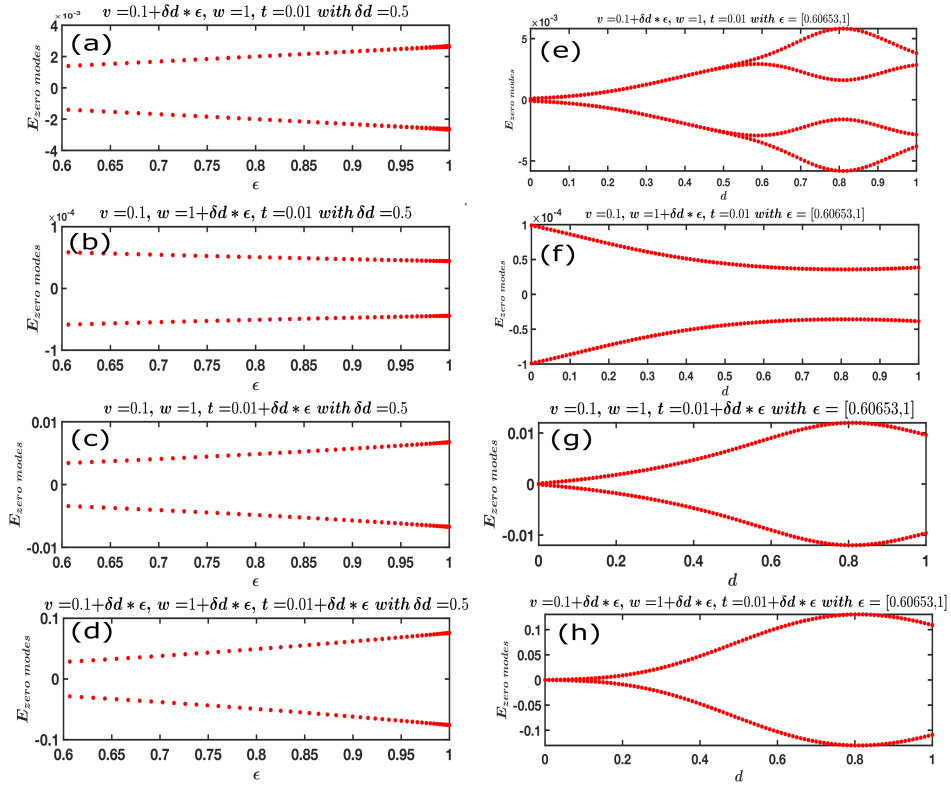 v =0.1+δd ∗ ϵ, w =1, t =0.01 with δd =0.5
×10⁻³
(a)
4
2
0
-2
-4
E zero modes
0.6 0.65 0.7 0.75 0.8 0.85 0.9 0.95 1
ϵ
v =0.1, w =1+δd ∗ ϵ, t =0.01 with δd =0.5
×10⁻⁴
(b)
1
0
-1
E zero modes
0.6 0.65 0.7 0.75 0.8 0.85 0.9 0.95 1
ϵ
v =0.1, w =1, t =0.01+δd ∗ ϵ with δd =0.5
(c)
0.01
0
-0.01
E zero modes
0.6 0.65 0.7 0.75 0.8 0.85 0.9 0.95 1
ϵ
v =0.1+δd ∗ ϵ, w =1+δd ∗ ϵ, t =0.01+δd ∗ ϵ with δd =0.5
(d)
0.1
0
-0.1
E zero modes
0.6 0.65 0.7 0.75 0.8 0.85 0.9 0.95 1
ϵ
v =0.1+δd ∗ ϵ, w =1, t =0.01 with ϵ = [0.60653,1]
×10⁻³
(e)
5
0
-5
E zero modes
0 0.1 0.2 0.3 0.4 0.5 0.6 0.7 0.8 0.9 1
d
v =0.1, w =1+δd ∗ ϵ, t =0.01 with ϵ = [0.60653,1]
×10⁻⁴
(f)
1
0.5
0
-0.5
-1
E zero modes
0 0.1 0.2 0.3 0.4 0.5 0.6 0.7 0.8 0.9 1
d
v =0.1, w =1, t =0.01+δd ∗ ϵ with ϵ = [0.60653,1]
(g)
0.01
0
-0.01
E zero modes
0 0.2 0.4 0.6 0.8 1
d
v =0.1+δd ∗ ϵ, w =1+δd ∗ ϵ, t =0.01+δd ∗ ϵ with ϵ = [0.60653,1]
(h)
0.1
0.05
0
-0.05
-0.1
E zero modes
0 0.2 0.4 0.6 0.8 1
d